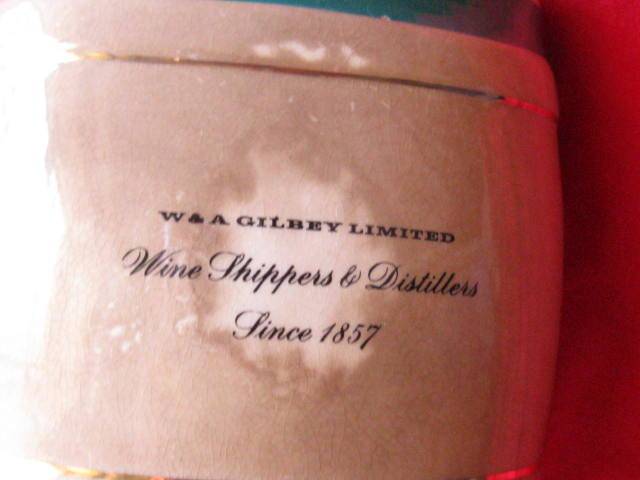 W & A GILBEY LIMITED
Wine Shippers & Distillers
Since 1857